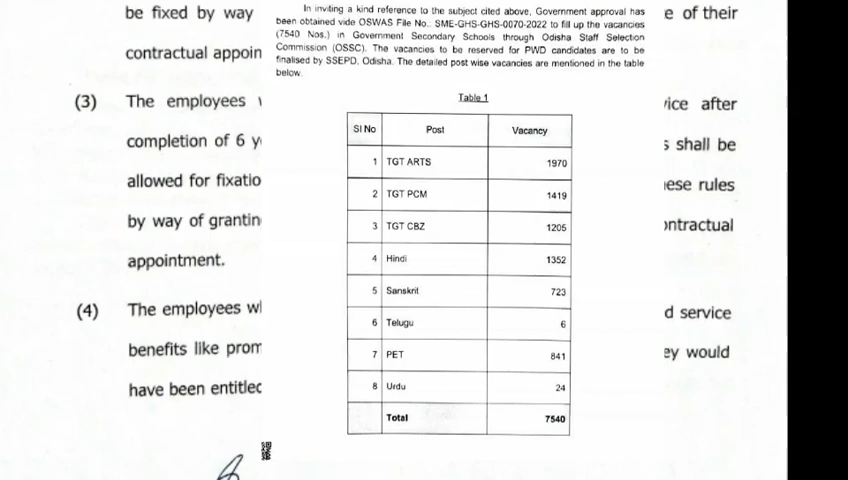 be fixed by way
contractual appoin
(3) The employees
completion of 6 y
allowed for fixatio
by way of grantin
appointment.
(4) The employees wl
benefits like prom
have been entitled
In inviting a kind reference to the subject cited above, Government approval has
been obtained vide OSWAS File No.: SME-GHS-GHS-0070-2022 to fill up the vacancies
(7540 Nos.) in Government Secondary Schools through Odisha Staff Selection
Commission (OSSC). The vacancies to be reserved for PWD candidates are to be
finalised by SSEPD, Odisha. The detailed post wise vacancies are mentioned in the table
below.
Table 1
Sl No Post Vacancy
1 TGT ARTS 1970
2 TGT PCM 1419
3 TGT CBZ 1205
4 Hindi 1352
5 Sanskrit 723
6 Telugu 6
7 PET 841
8 Urdu 24
Total 7540
e of their
vice after
s shall be
ese rules
ontractual
d service
ey would